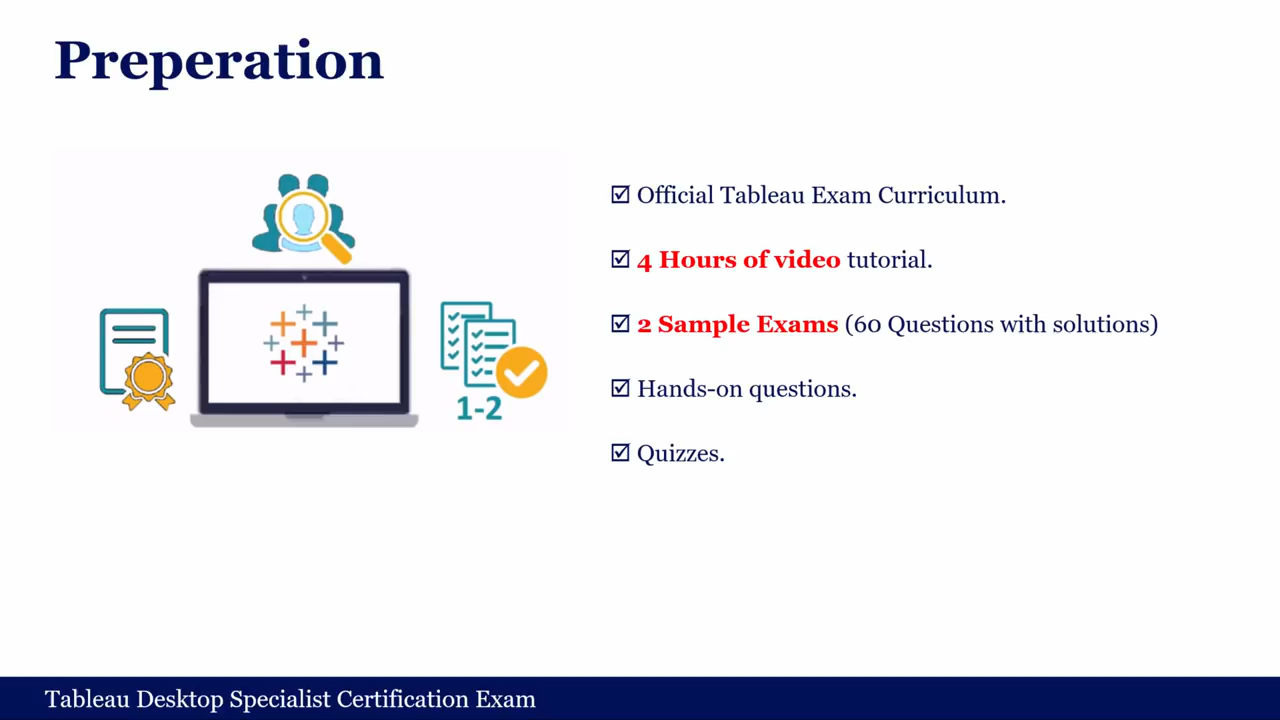 Preperation
Official Tableau Exam Curriculum.
4 Hours of video tutorial.
2 Sample Exams (60 Questions with solutions)
Hands-on questions.
Quizzes.
1-2
Tableau Desktop Specialist Certification Exam